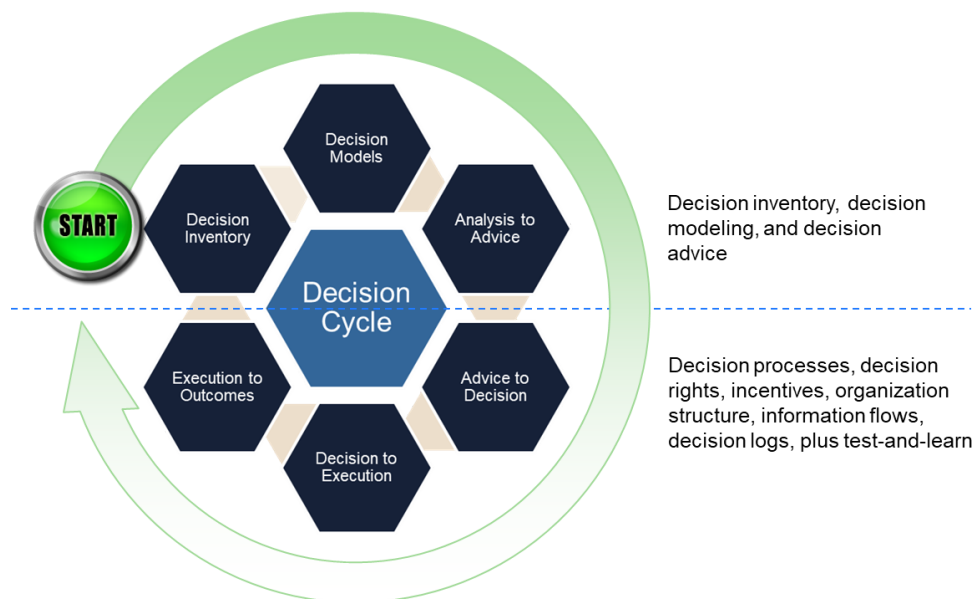 START
Decision
Inventory
Decision
Models
Analysis to
Advice
Decision
Cycle
Advice to
Decision
Decision to
Execution
Execution to
Outcomes
Decision inventory, decision
modeling, and decision
advice
Decision processes, decision
rights, incentives, organization
structure, information flows,
decision logs, plus test-and-learn